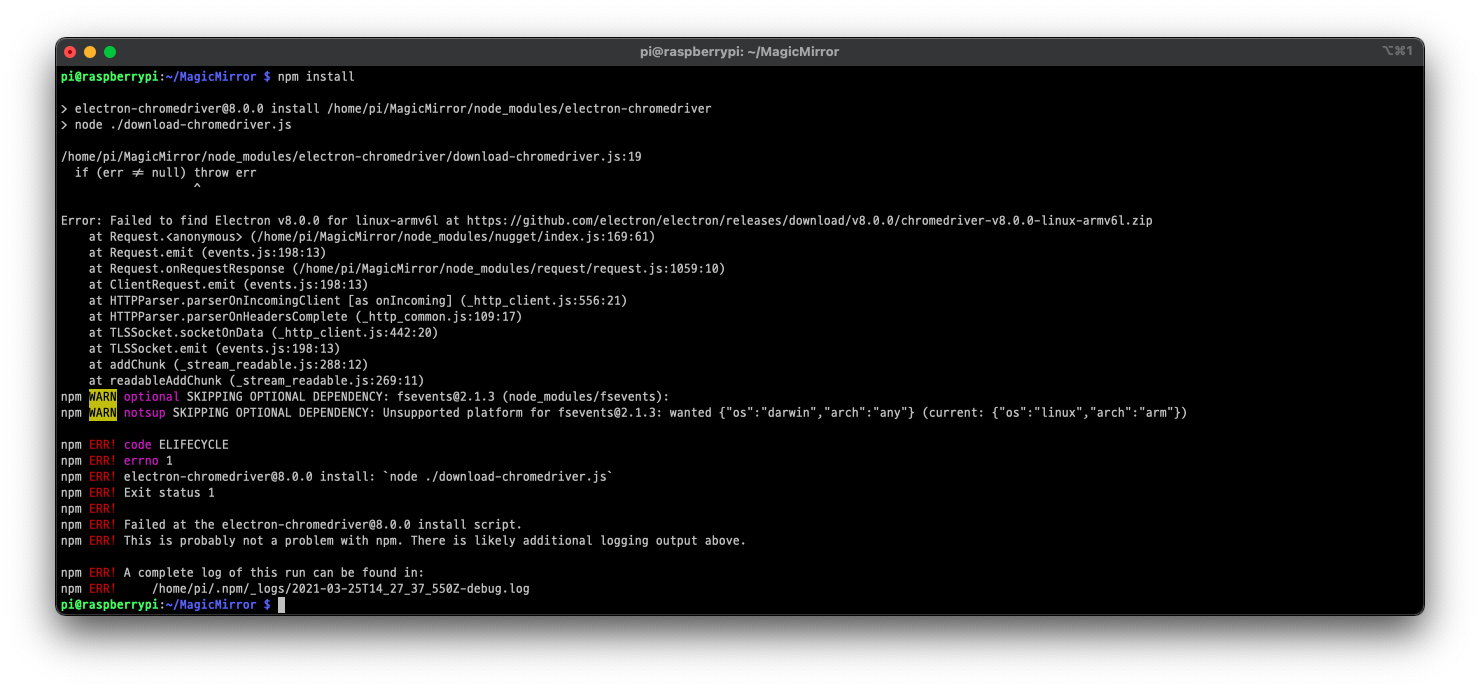 pi@raspberrypi: ~/MagicMirror
⌥⌘1
pi@raspberrypi:~/MagicMirror $ npm install
> electron-chromedriver@8.0.0 install /home/pi/MagicMirror/node_modules/electron-chromedriver
> node ./download-chromedriver.js
/home/pi/MagicMirror/node_modules/electron-chromedriver/download-chromedriver.js:19
  if (err ≠ null) throw err
                   ^
Error: Failed to find Electron v8.0.0 for linux-armv6l at https://github.com/electron/electron/releases/download/v8.0.0/chromedriver-v8.0.0-linux-armv6l.zip
    at Request.<anonymous> (/home/pi/MagicMirror/node_modules/nugget/index.js:169:61)
    at Request.emit (events.js:198:13)
    at Request.onRequestResponse (/home/pi/MagicMirror/node_modules/request/request.js:1059:10)
    at ClientRequest.emit (events.js:198:13)
    at HTTPParser.parserOnIncomingClient [as onIncoming] (_http_client.js:556:21)
    at HTTPParser.parserOnHeadersComplete (_http_common.js:109:17)
    at TLSSocket.socketOnData (_http_client.js:442:20)
    at TLSSocket.emit (events.js:198:13)
    at addChunk (_stream_readable.js:288:12)
    at readableAddChunk (_stream_readable.js:269:11)
npm WARN optional SKIPPING OPTIONAL DEPENDENCY: fsevents@2.1.3 (node_modules/fsevents):
npm WARN notsup SKIPPING OPTIONAL DEPENDENCY: Unsupported platform for fsevents@2.1.3: wanted {"os":"darwin","arch":"any"} (current: {"os":"linux","arch":"arm"})
npm ERR! code ELIFECYCLE
npm ERR! errno 1
npm ERR! electron-chromedriver@8.0.0 install: `node ./download-chromedriver.js`
npm ERR! Exit status 1
npm ERR!
npm ERR! Failed at the electron-chromedriver@8.0.0 install script.
npm ERR! This is probably not a problem with npm. There is likely additional logging output above.
npm ERR! A complete log of this run can be found in:
npm ERR!     /home/pi/.npm/_logs/2021-03-25T14_27_37_550Z-debug.log
pi@raspberrypi:~/MagicMirror $